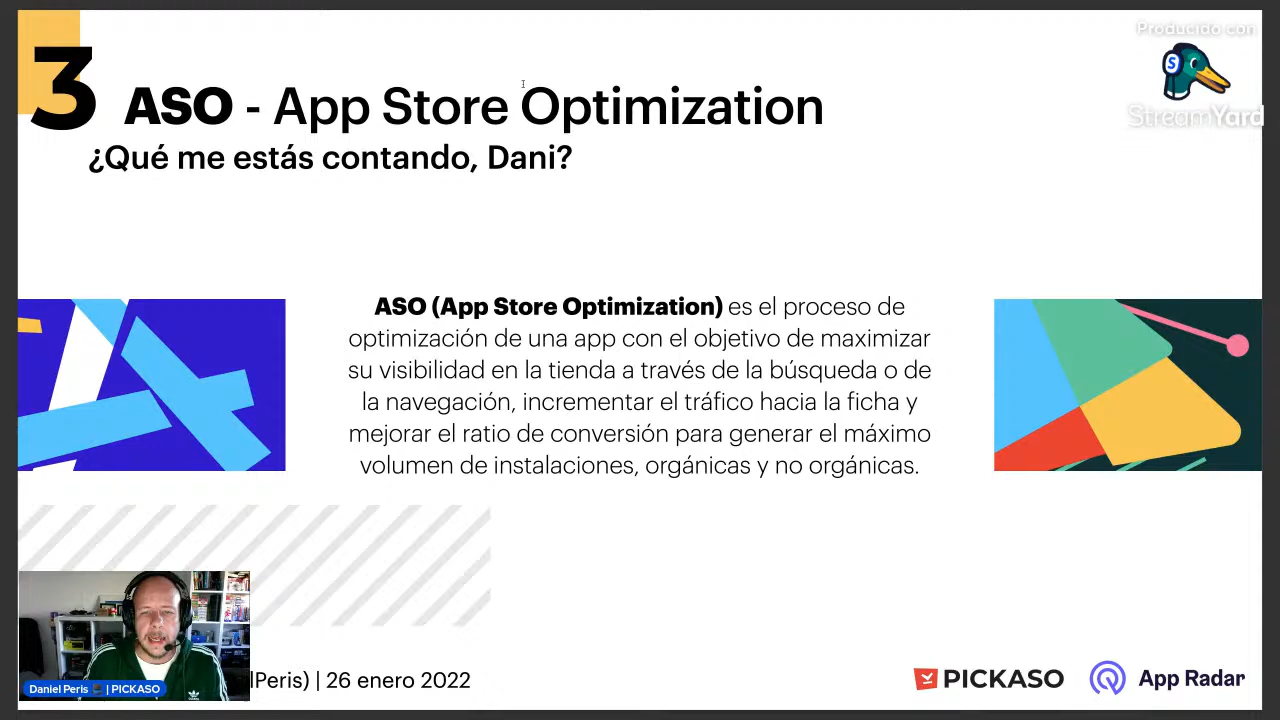 Producido con
StreamYard
3
ASO - App Store Optimization
¿Qué me estás contando, Dani?
ASO (App Store Optimization) es el proceso de
optimización de una app con el objetivo de maximizar
su visibilidad en la tienda a través de la búsqueda o de
la navegación, incrementar el tráfico hacia la ficha y
mejorar el ratio de conversión para generar el máximo
volumen de instalaciones, orgánicas y no orgánicas.
Daniel Peris 🎩 | PICKASO
lPeris) | 26 enero 2022
PICKASO
App Radar